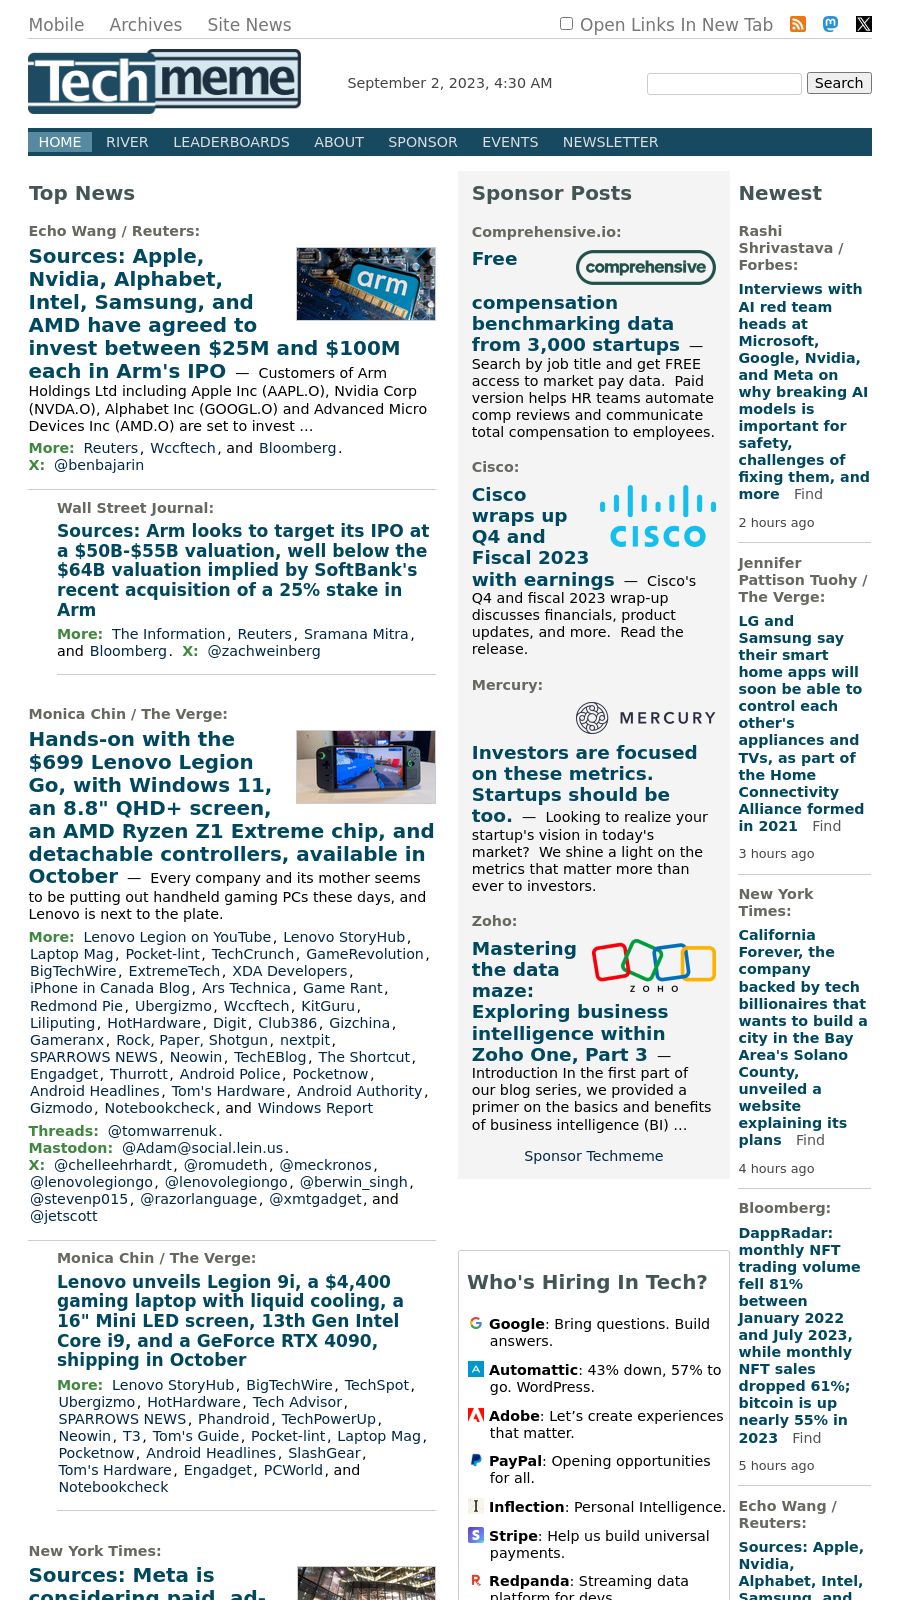 Mobile Archives Site News
Open Links In New Tab
Techmeme
September 2, 2023, 4:30 AM
Search
HOME RIVER LEADERBOARDS ABOUT SPONSOR EVENTS NEWSLETTER
Top News
Echo Wang / Reuters:
Sources: Apple,
Nvidia, Alphabet,
Intel, Samsung, and
AMD have agreed to
invest between $25M and $100M
each in Arm's IPO — Customers of Arm
Holdings Ltd including Apple Inc (AAPL.O), Nvidia Corp
(NVDA.O), Alphabet Inc (GOOGL.O) and Advanced Micro
Devices Inc (AMD.O) are set to invest …
arm
More: Reuters, Wccftech, and Bloomberg.
X: @benbajarin
Wall Street Journal:
Sources: Arm looks to target its IPO at
a $50B-$55B valuation, well below the
$64B valuation implied by SoftBank's
recent acquisition of a 25% stake in
Arm
More: The Information, Reuters, Sramana Mitra,
and Bloomberg. X: @zachweinberg
Monica Chin / The Verge:
Hands-on with the
$699 Lenovo Legion
Go, with Windows 11,
an 8.8" QHD+ screen,
an AMD Ryzen Z1 Extreme chip, and
detachable controllers, available in
October — Every company and its mother seems
to be putting out handheld gaming PCs these days, and
Lenovo is next to the plate.
More: Lenovo Legion on YouTube, Lenovo StoryHub,
Laptop Mag, Pocket-lint, TechCrunch, GameRevolution,
BigTechWire, ExtremeTech, XDA Developers,
iPhone in Canada Blog, Ars Technica, Game Rant,
Redmond Pie, Ubergizmo, Wccftech, KitGuru,
Liliputing, HotHardware, Digit, Club386, Gizchina,
Gameranx, Rock, Paper, Shotgun, nextpit,
SPARROWS NEWS, Neowin, TechEBlog, The Shortcut,
Engadget, Thurrott, Android Police, Pocketnow,
Android Headlines, Tom's Hardware, Android Authority,
Gizmodo, Notebookcheck, and Windows Report
Threads: @tomwarrenuk.
Mastodon: @Adam@social.lein.us.
X: @chelleehrhardt, @romudeth, @meckronos,
@lenovolegiongo, @lenovolegiongo, @berwin_singh,
@stevenp015, @razorlanguage, @xmtgadget, and
@jetscott
Monica Chin / The Verge:
Lenovo unveils Legion 9i, a $4,400
gaming laptop with liquid cooling, a
16" Mini LED screen, 13th Gen Intel
Core i9, and a GeForce RTX 4090,
shipping in October
More: Lenovo StoryHub, BigTechWire, TechSpot,
Ubergizmo, HotHardware, Tech Advisor,
SPARROWS NEWS, Phandroid, TechPowerUp,
Neowin, T3, Tom's Guide, Pocket-lint, Laptop Mag,
Pocketnow, Android Headlines, SlashGear,
Tom's Hardware, Engadget, PCWorld, and
Notebookcheck
New York Times:
Sources: Meta is
considering paid, ad-
Sponsor Posts
Comprehensive.io:
comprehensive
Free
compensation
benchmarking data
from 3,000 startups —
Search by job title and get FREE
access to market pay data. Paid
version helps HR teams automate
comp reviews and communicate
total compensation to employees.
Cisco:
CISCO
Cisco
wraps up
Q4 and
Fiscal 2023
with earnings — Cisco's
Q4 and fiscal 2023 wrap-up
discusses financials, product
updates, and more. Read the
release.
Mercury:
MERCURY
Investors are focused
on these metrics.
Startups should be
too. — Looking to realize your
startup's vision in today's
market? We shine a light on the
metrics that matter more than
ever to investors.
Zoho:
ZOHO
Mastering
the data
maze:
Exploring business
intelligence within
Zoho One, Part 3 —
Introduction In the first part of
our blog series, we provided a
primer on the basics and benefits
of business intelligence (BI) …
Sponsor Techmeme
Who's Hiring In Tech?
Google: Bring questions. Build
answers.
Automattic: 43% down, 57% to
go. WordPress.
Adobe: Let’s create experiences
that matter.
PayPal: Opening opportunities
for all.
Inflection: Personal Intelligence.
Stripe: Help us build universal
payments.
Redpanda: Streaming data
platform for devs
Newest
Rashi
Shrivastava /
Forbes:
Interviews with
AI red team
heads at
Microsoft,
Google, Nvidia,
and Meta on
why breaking AI
models is
important for
safety,
challenges of
fixing them, and
more Find
2 hours ago
Jennifer
Pattison Tuohy /
The Verge:
LG and
Samsung say
their smart
home apps will
soon be able to
control each
other's
appliances and
TVs, as part of
the Home
Connectivity
Alliance formed
in 2021 Find
3 hours ago
New York
Times:
California
Forever, the
company
backed by tech
billionaires that
wants to build a
city in the Bay
Area's Solano
County,
unveiled a
website
explaining its
plans Find
4 hours ago
Bloomberg:
DappRadar:
monthly NFT
trading volume
fell 81%
between
January 2022
and July 2023,
while monthly
NFT sales
dropped 61%;
bitcoin is up
nearly 55% in
2023 Find
5 hours ago
Echo Wang /
Reuters:
Sources: Apple,
Nvidia,
Alphabet, Intel,
Samsung, and